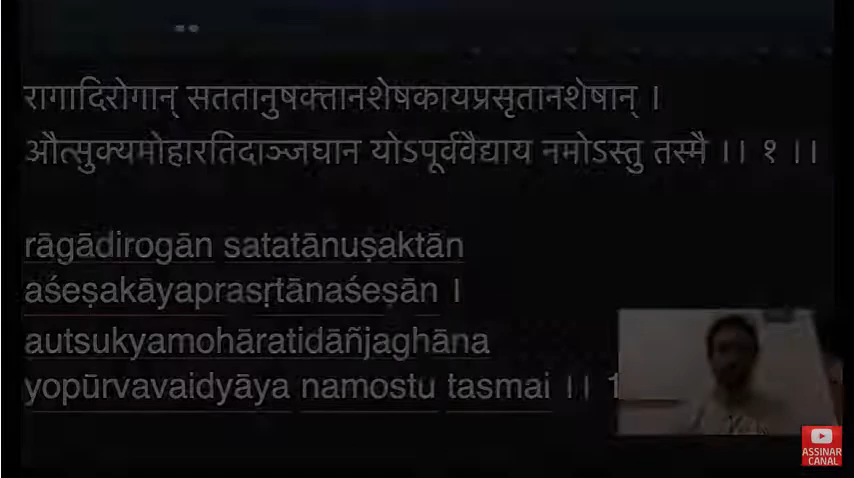 रागादिरोगान् सततानुषक्तानशेषकायप्रसृतानशेषान् ।
औत्सुक्यमोहारतिदाञ्जघान योऽपूर्ववैद्याय नमोऽस्तु तस्मै ।। १ ।।
rāgādirogān satatānuṣaktān
aśeṣakāyaprasṛtānaśeṣān ।
autsukyamohāratidāñjaghāna
yopūrvavaidyāya namostu tasmai ।। 1
ASSINAR
CANAL